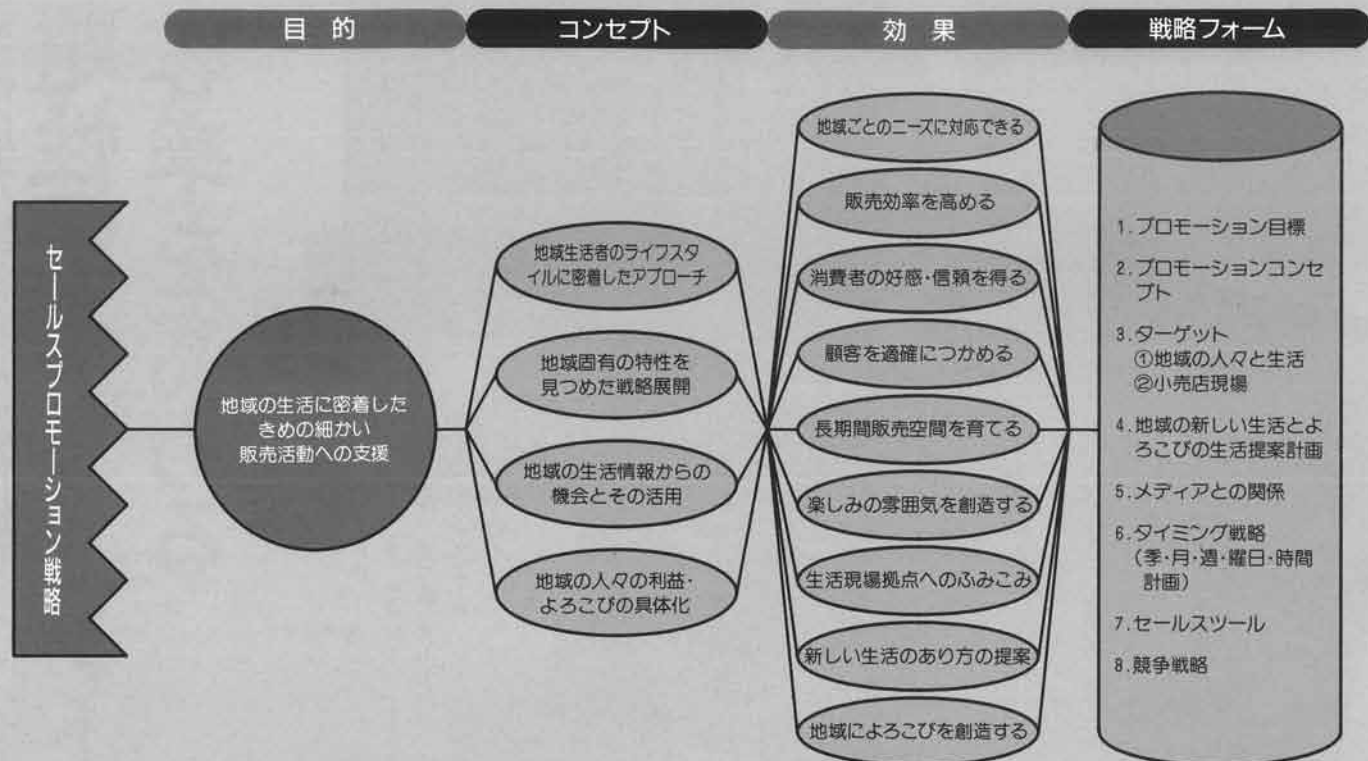 目的
コンセプト
効果
戦略フォーム
セールスプロモーション戦略
地域の生活に密着した
きめの細かい
販売活動への支援
地域生活者のライフスタ
イルに密着したアプローチ
地域固有の特性を
見つめた戦略展開
地域の生活情報からの
機会とその活用
地域の人々の利益・
よろこびの具体化
地域ごとのニーズに対応できる
販売効率を高める
消費者の好感・信頼を得る
顧客を適確につかめる
長期間販売空間を育てる
楽しみの雰囲気を創造する
生活現場拠点へのふみこみ
新しい生活のあり方の提案
地域によろこびを創造する
1.プロモーション目標
2.プロモーションコンセ
プト
3.ターゲット
①地域の人々と生活
②小売店現場
4.地域の新しい生活とよ
ろこびの生活提案計画
5.メディアとの関係
6.タイミング戦略
(季・月・週・曜日・時間
計画)
7.セールスツール
8.競争戦略